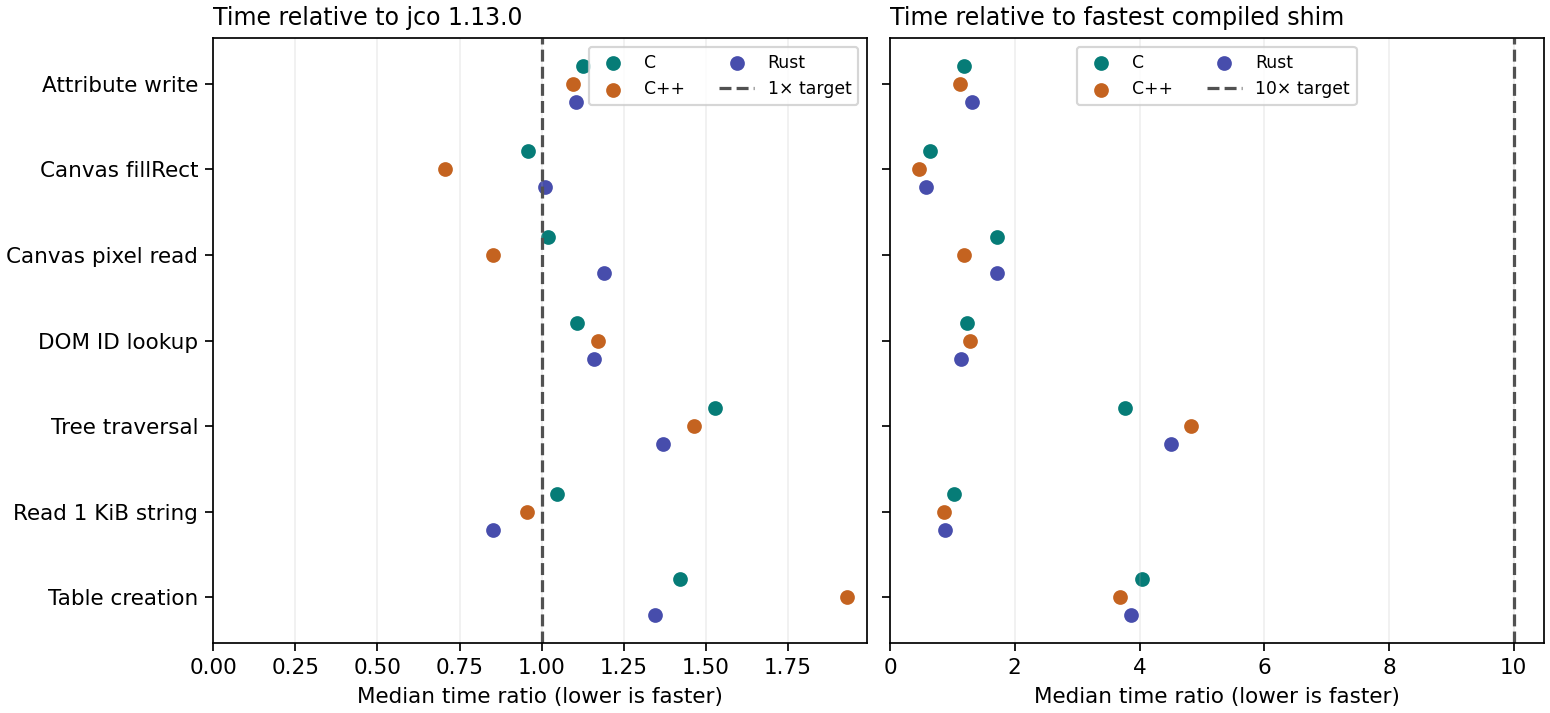 Time relative to jco 1.13.0
C
C++
Rust
1× target
Attribute write
Canvas fillRect
Canvas pixel read
DOM ID lookup
Tree traversal
Read 1 KiB string
Table creation
0.00 0.25 0.50 0.75 1.00 1.25 1.50 1.75
Median time ratio (lower is faster)
Time relative to fastest compiled shim
C
C++
Rust
10× target
0 2 4 6 8 10
Median time ratio (lower is faster)